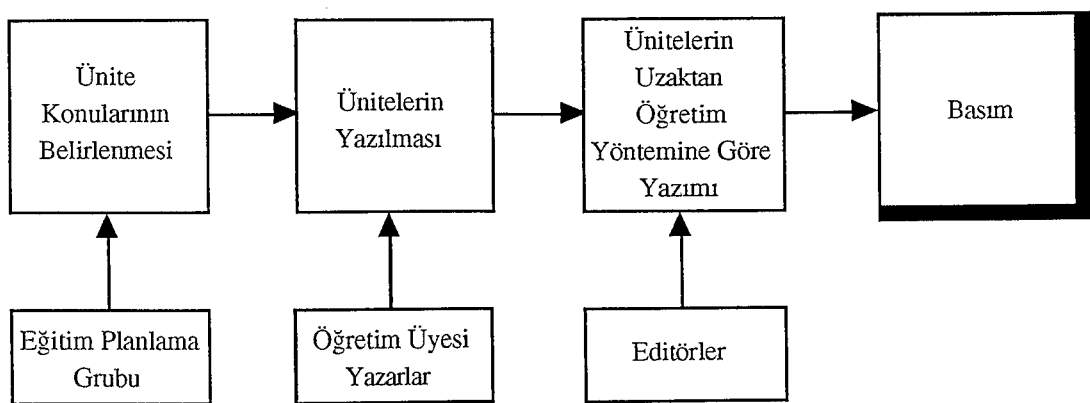 Ünite
Konularının
Belirlenmesi
Ünitelerin
Yazılması
Ünitelerin
Uzaktan
Öğretim
Yöntemine Göre
Yazımı
Basım
Eğitim Planlama
Grubu
Öğretim Üyesi
Yazarlar
Editörler